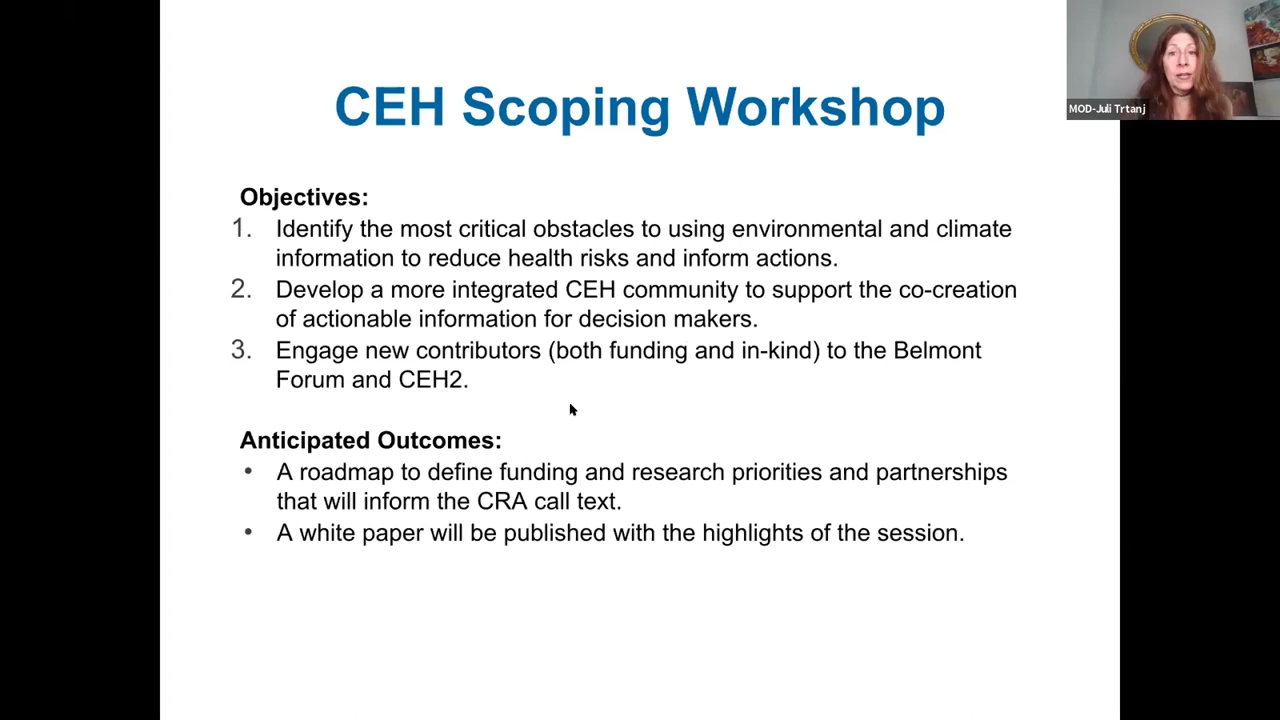 CEH Scoping Workshop
MOD-Juli Trtanj
Objectives:
1. Identify the most critical obstacles to using environmental and climate
information to reduce health risks and inform actions.
2. Develop a more integrated CEH community to support the co-creation
of actionable information for decision makers.
3. Engage new contributors (both funding and in-kind) to the Belmont
Forum and CEH2.
Anticipated Outcomes:
• A roadmap to define funding and research priorities and partnerships
that will inform the CRA call text.
• A white paper will be published with the highlights of the session.